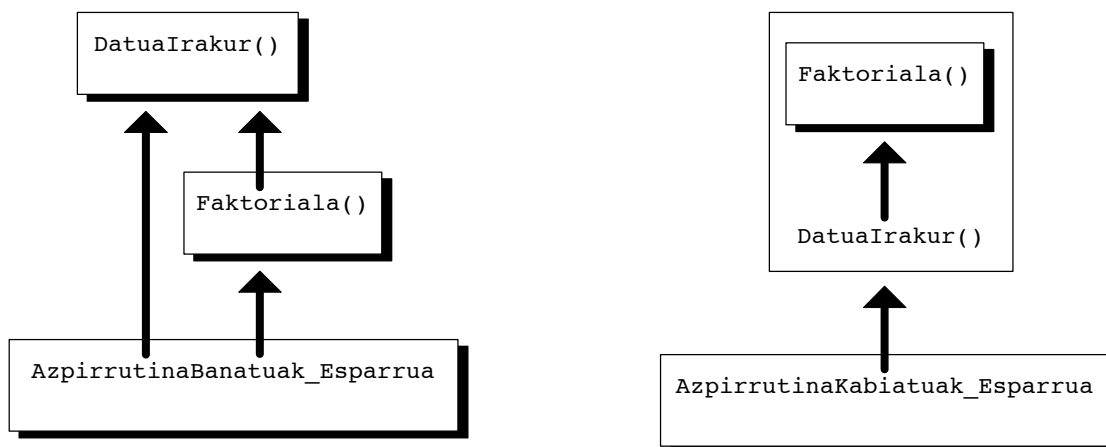 DatuaIrakur()
Faktoriala()
AzpirrutinaBanatuak_Esparrua
Faktoriala()
DatuaIrakur()
AzpirrutinaKabiatuak_Esparrua